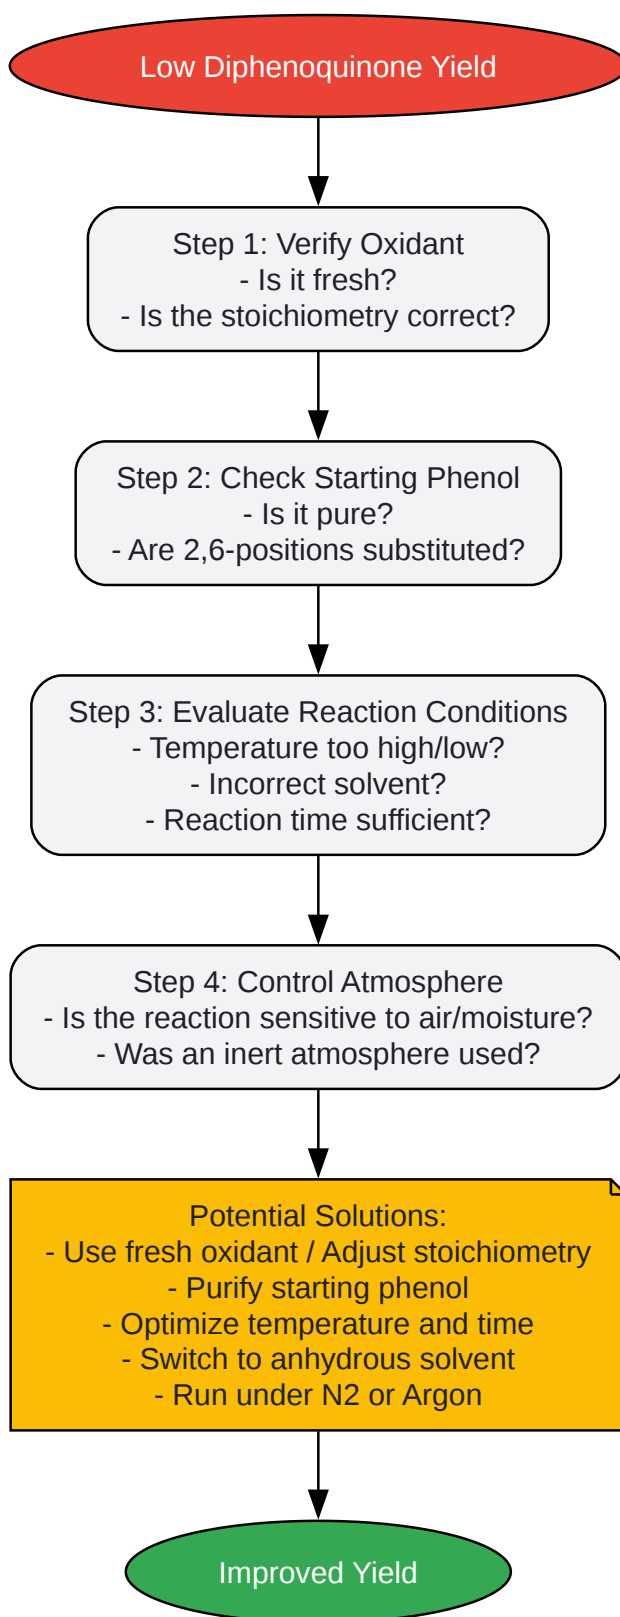 Low Diphenoquinone Yield
Step 1: Verify Oxidant
- Is it fresh?
- Is the stoichiometry correct?
Step 2: Check Starting Phenol
- Is it pure?
- Are 2,6-positions substituted?
Step 3: Evaluate Reaction Conditions
- Temperature too high/low?
- Incorrect solvent?
- Reaction time sufficient?
Step 4: Control Atmosphere
- Is the reaction sensitive to air/moisture?
- Was an inert atmosphere used?
Potential Solutions:
- Use fresh oxidant / Adjust stoichiometry
- Purify starting phenol
- Optimize temperature and time
- Switch to anhydrous solvent
- Run under N2 or Argon
Improved Yield